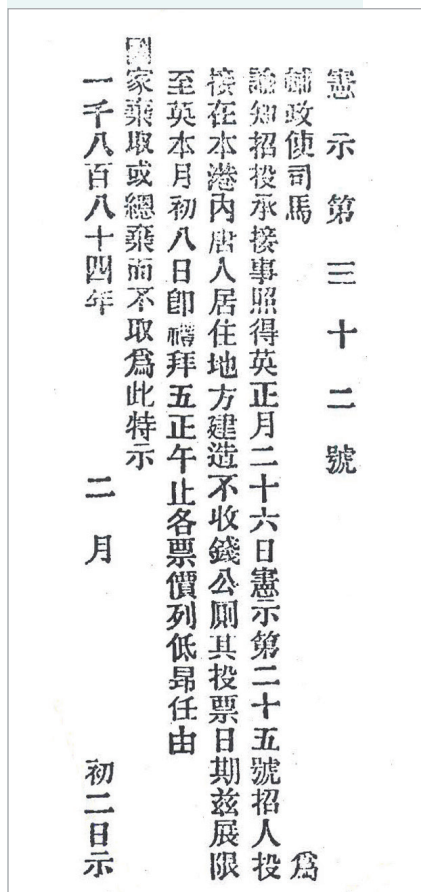 憲示第三十二號
輔政使司馬 為
諭知招投承接事照得英正月二十六日憲示第二十五號招人投
接在本港內唐人居住地方建造不收錢公厠其投票日期茲展限
至英本月初八日即禮拜五正午止各票價列低昂任由
國家棄取或總棄而不取爲此特示
一千八百八十四年 二月 初二日示